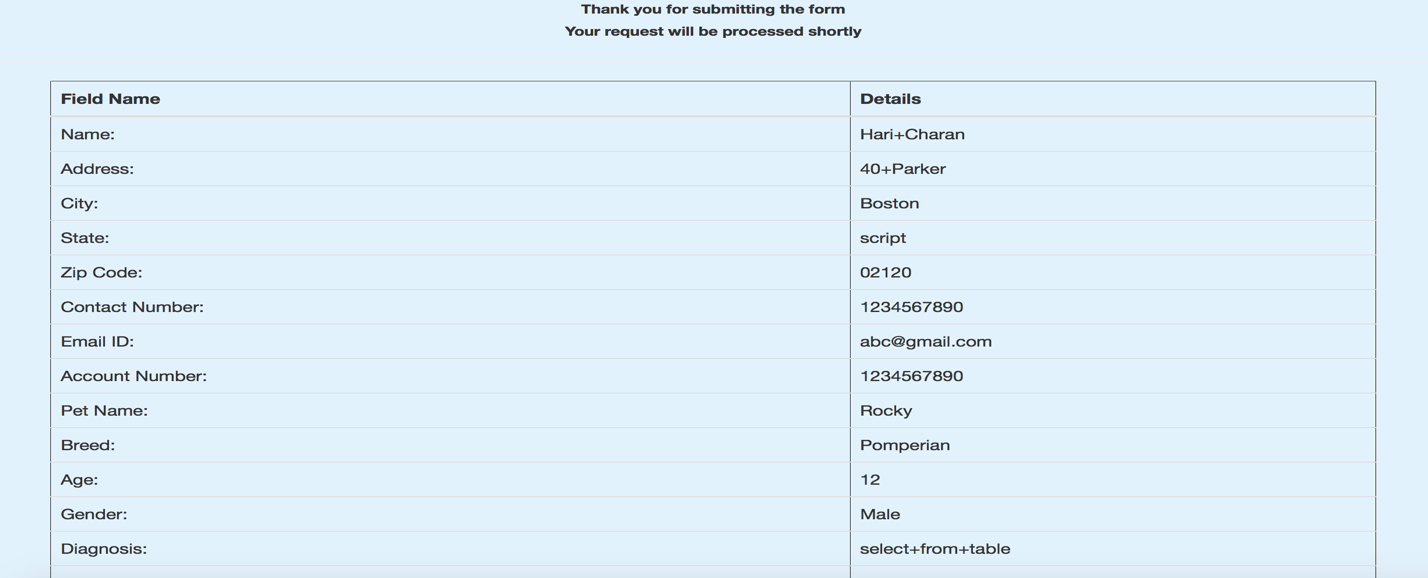 Thank you for submitting the form
Your request will be processed shortly
Field Name Details
Name: Hari+Charan
Address: 40+Parker
City: Boston
State: script
Zip Code: 02120
Contact Number: 1234567890
Email ID: abc@gmail.com
Account Number: 1234567890
Pet Name: Rocky
Breed: Pomperian
Age: 12
Gender: Male
Diagnosis: select+from+table